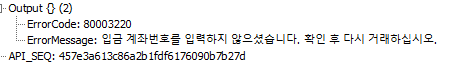 Output {} (2)
ErrorCode: 80003220
ErrorMessage: 입금 계좌번호를 입력하지 않으셨습니다. 확인 후 다시 거래하십시오.
API_SEQ: 457e3a613c86a2b1fdf6176090b7b27d